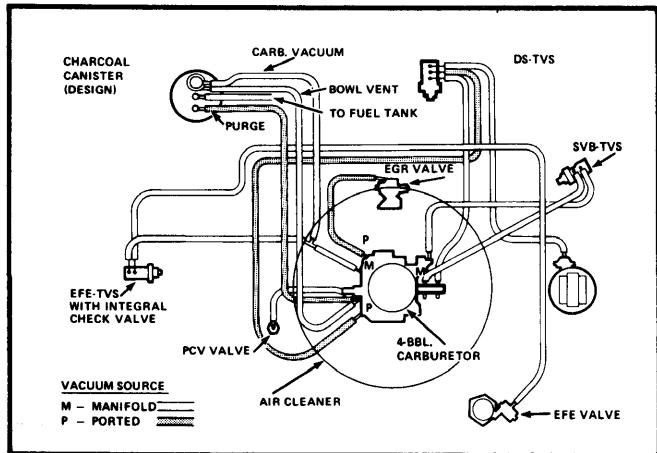 CARB. VACUUM
CHARCOAL
CANISTER
(DESIGN)
DS-TVS
BOWL VENT
TO FUEL TANK
PURGE
SVB-TVS
EGR VALVE
P
M
M
P
EFE-TVS
WITH INTEGRAL
CHECK VALVE
PCV VALVE
4-BBL.
CARBURETOR
AIR CLEANER
VACUUM SOURCE
M – MANIFOLD
P – PORTED
EFE VALVE